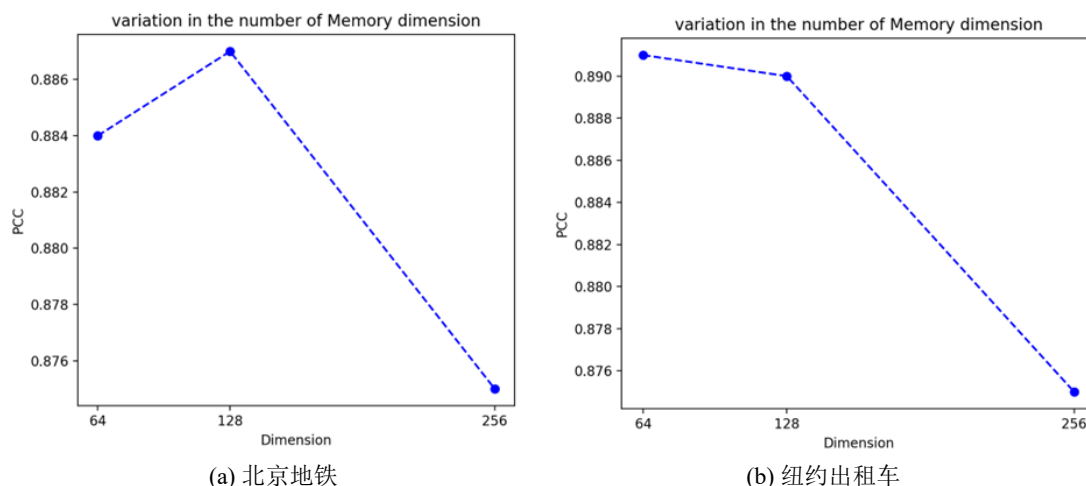 variation in the number of Memory dimension
0.886
0.884
0.882
0.880
0.878
0.876
PCC
64
128
256
Dimension
(a) 北京地铁
variation in the number of Memory dimension
0.890
0.888
0.886
0.884
0.882
0.880
0.878
0.876
PCC
64
128
256
Dimension
(b) 纽约出租车